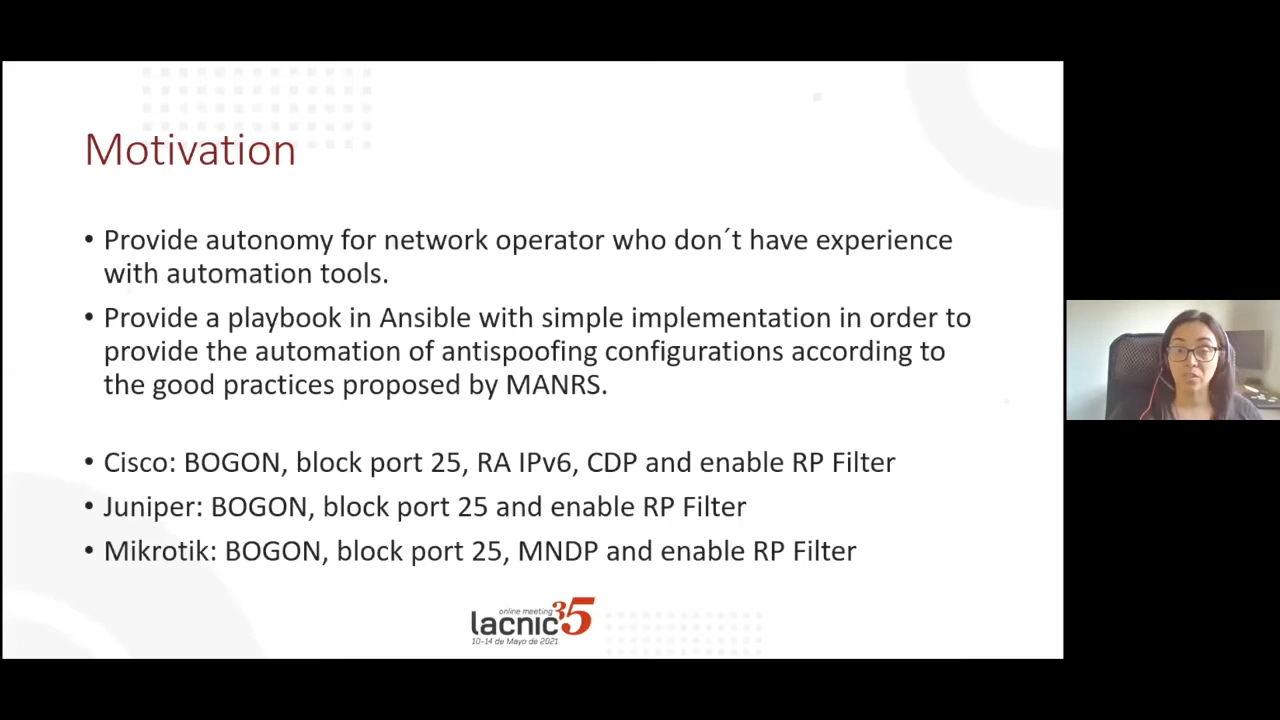 Motivation
• Provide autonomy for network operator who don´t have experience
with automation tools.
• Provide a playbook in Ansible with simple implementation in order to
provide the automation of antispoofing configurations according to
the good practices proposed by MANRS.
• Cisco: BOGON, block port 25, RA IPv6, CDP and enable RP Filter
• Juniper: BOGON, block port 25 and enable RP Filter
• Mikrotik: BOGON, block port 25, MNDP and enable RP Filter
online meeting
lacnic35
10-14 de Mayo de 2021